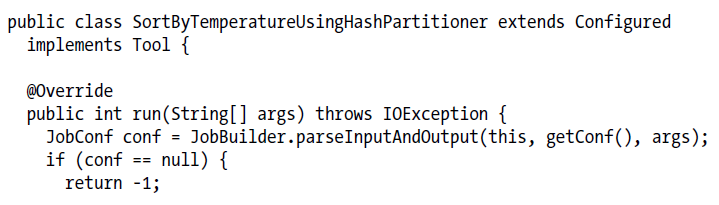 public class SortByTemperatureUsingHashPartitioner extends Configured
implements Tool {
@Override
public int run(String[] args) throws IOException {
JobConf conf = JobBuilder.parseInputAndOutput(this, getConf(), args);
if (conf == null) {
return -1;